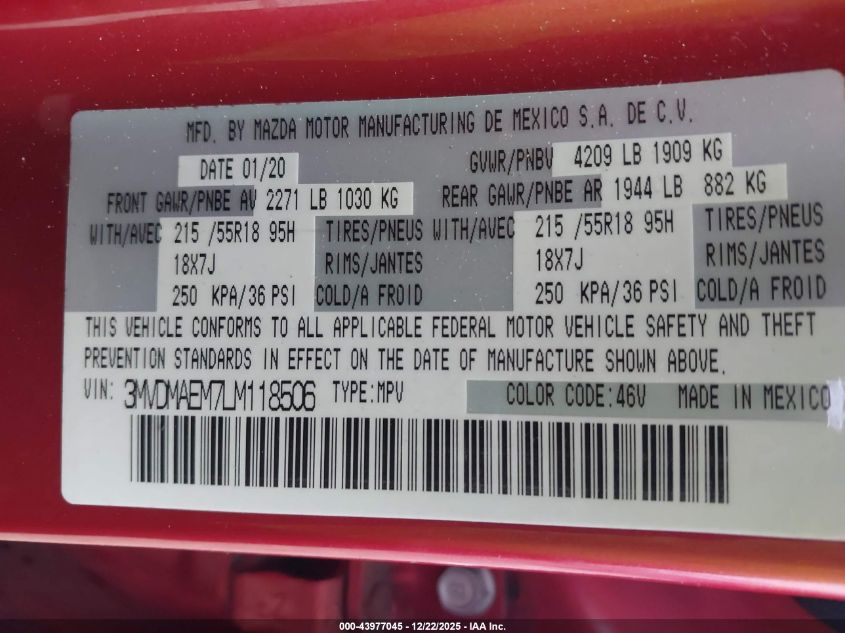 MFD. BY MAZDA MOTOR MANUFACTURING DE MEXICO S.A. DE C.V.
DATE 01/20 GVWR/PNBV 4209 LB 1909 KG
FRONT GAWR/PNBE AV 2271 LB 1030 KG REAR GAWR/PNBE AR 1944 LB 882 KG
WITH/AVEC 215 /55R18 95H TIRES/PNEUS WITH/AVEC 215 /55R18 95H TIRES/PNEUS
18X7J RIMS/JANTES 18X7J RIMS/JANTES
250 KPA/36 PSI COLD/A FROID 250 KPA/36 PSI COLD/A FROID
THIS VEHICLE CONFORMS TO ALL APPLICABLE FEDERAL MOTOR VEHICLE SAFETY AND THEFT
PREVENTION STANDARDS IN EFFECT ON THE DATE OF MANUFACTURE SHOWN ABOVE.
VIN: 3MVDMAEM7LM118506 TYPE:MPV COLOR CODE:46V MADE IN MEXICO
000-43977045 - 12/22/2025 - IAA Inc.